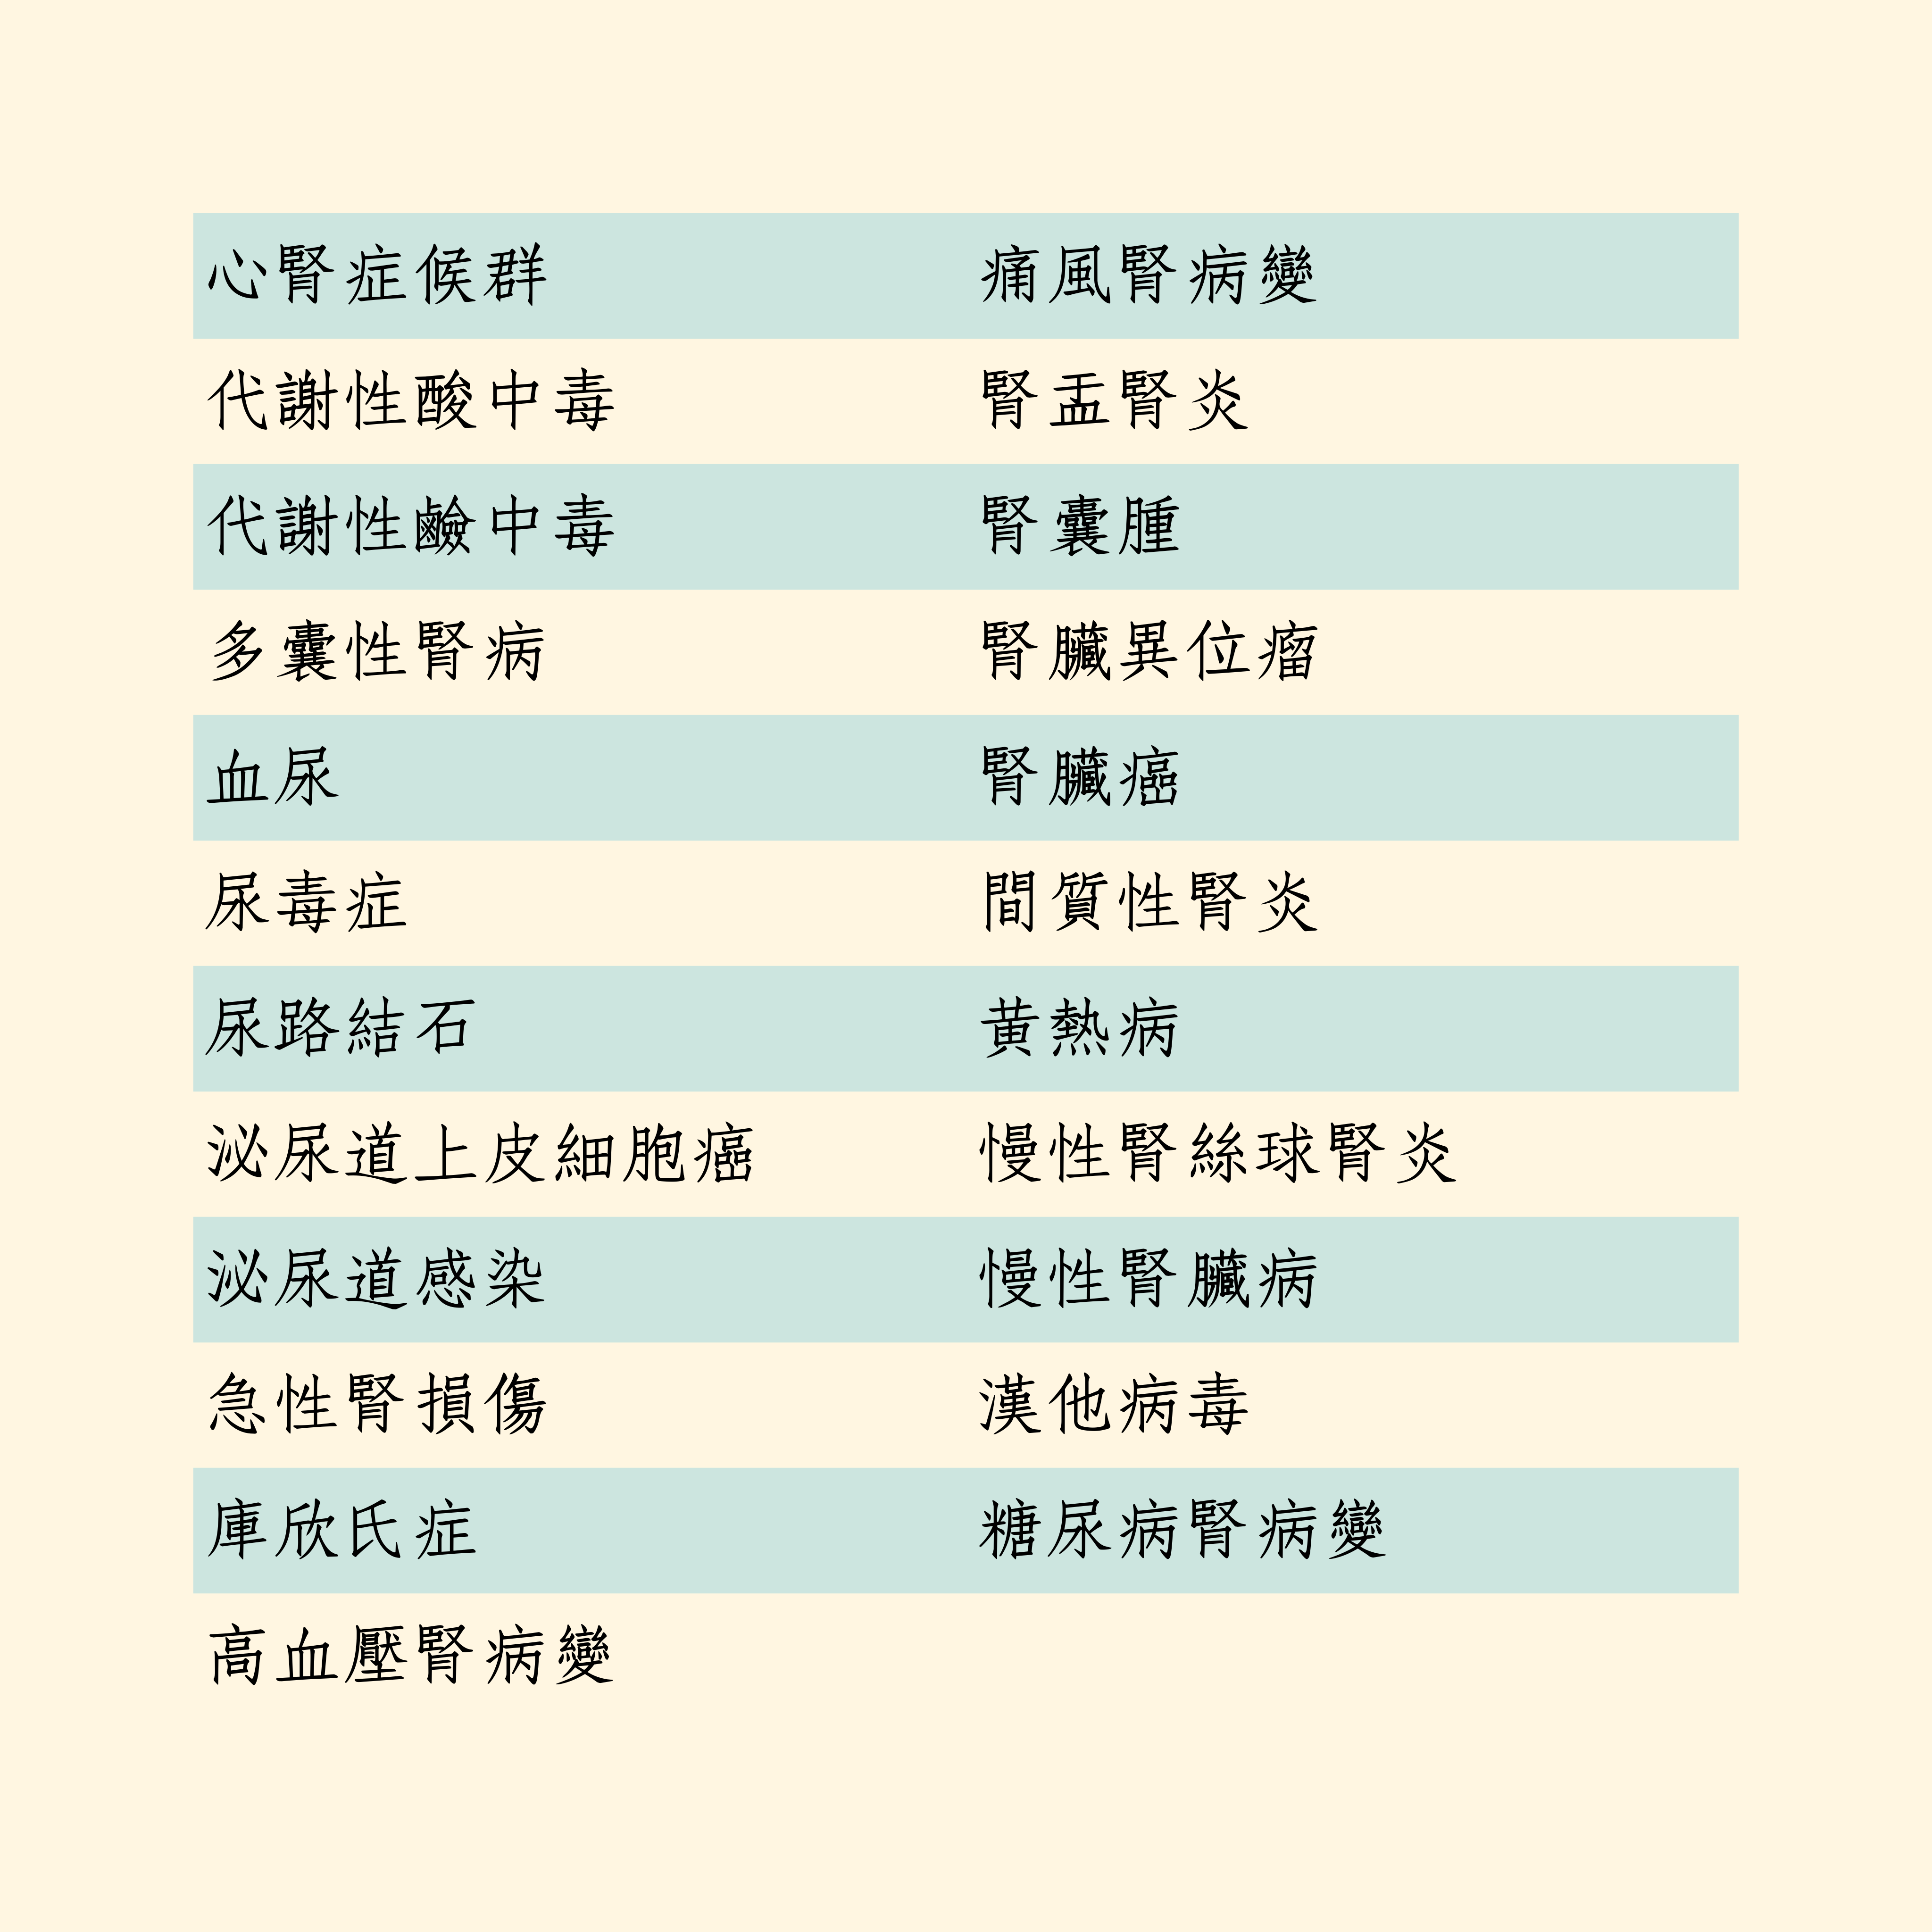 心腎症候群 痛風腎病變
代謝性酸中毒 腎盂腎炎
代謝性鹼中毒 腎囊腫
多囊性腎病 腎臟異位瘤
血尿 腎臟癌
尿毒症 間質性腎炎
尿路結石 黃熱病
泌尿道上皮細胞癌 慢性腎絲球腎炎
泌尿道感染 慢性腎臟病
急性腎損傷 漢他病毒
庫欣氏症 糖尿病腎病變
高血壓腎病變